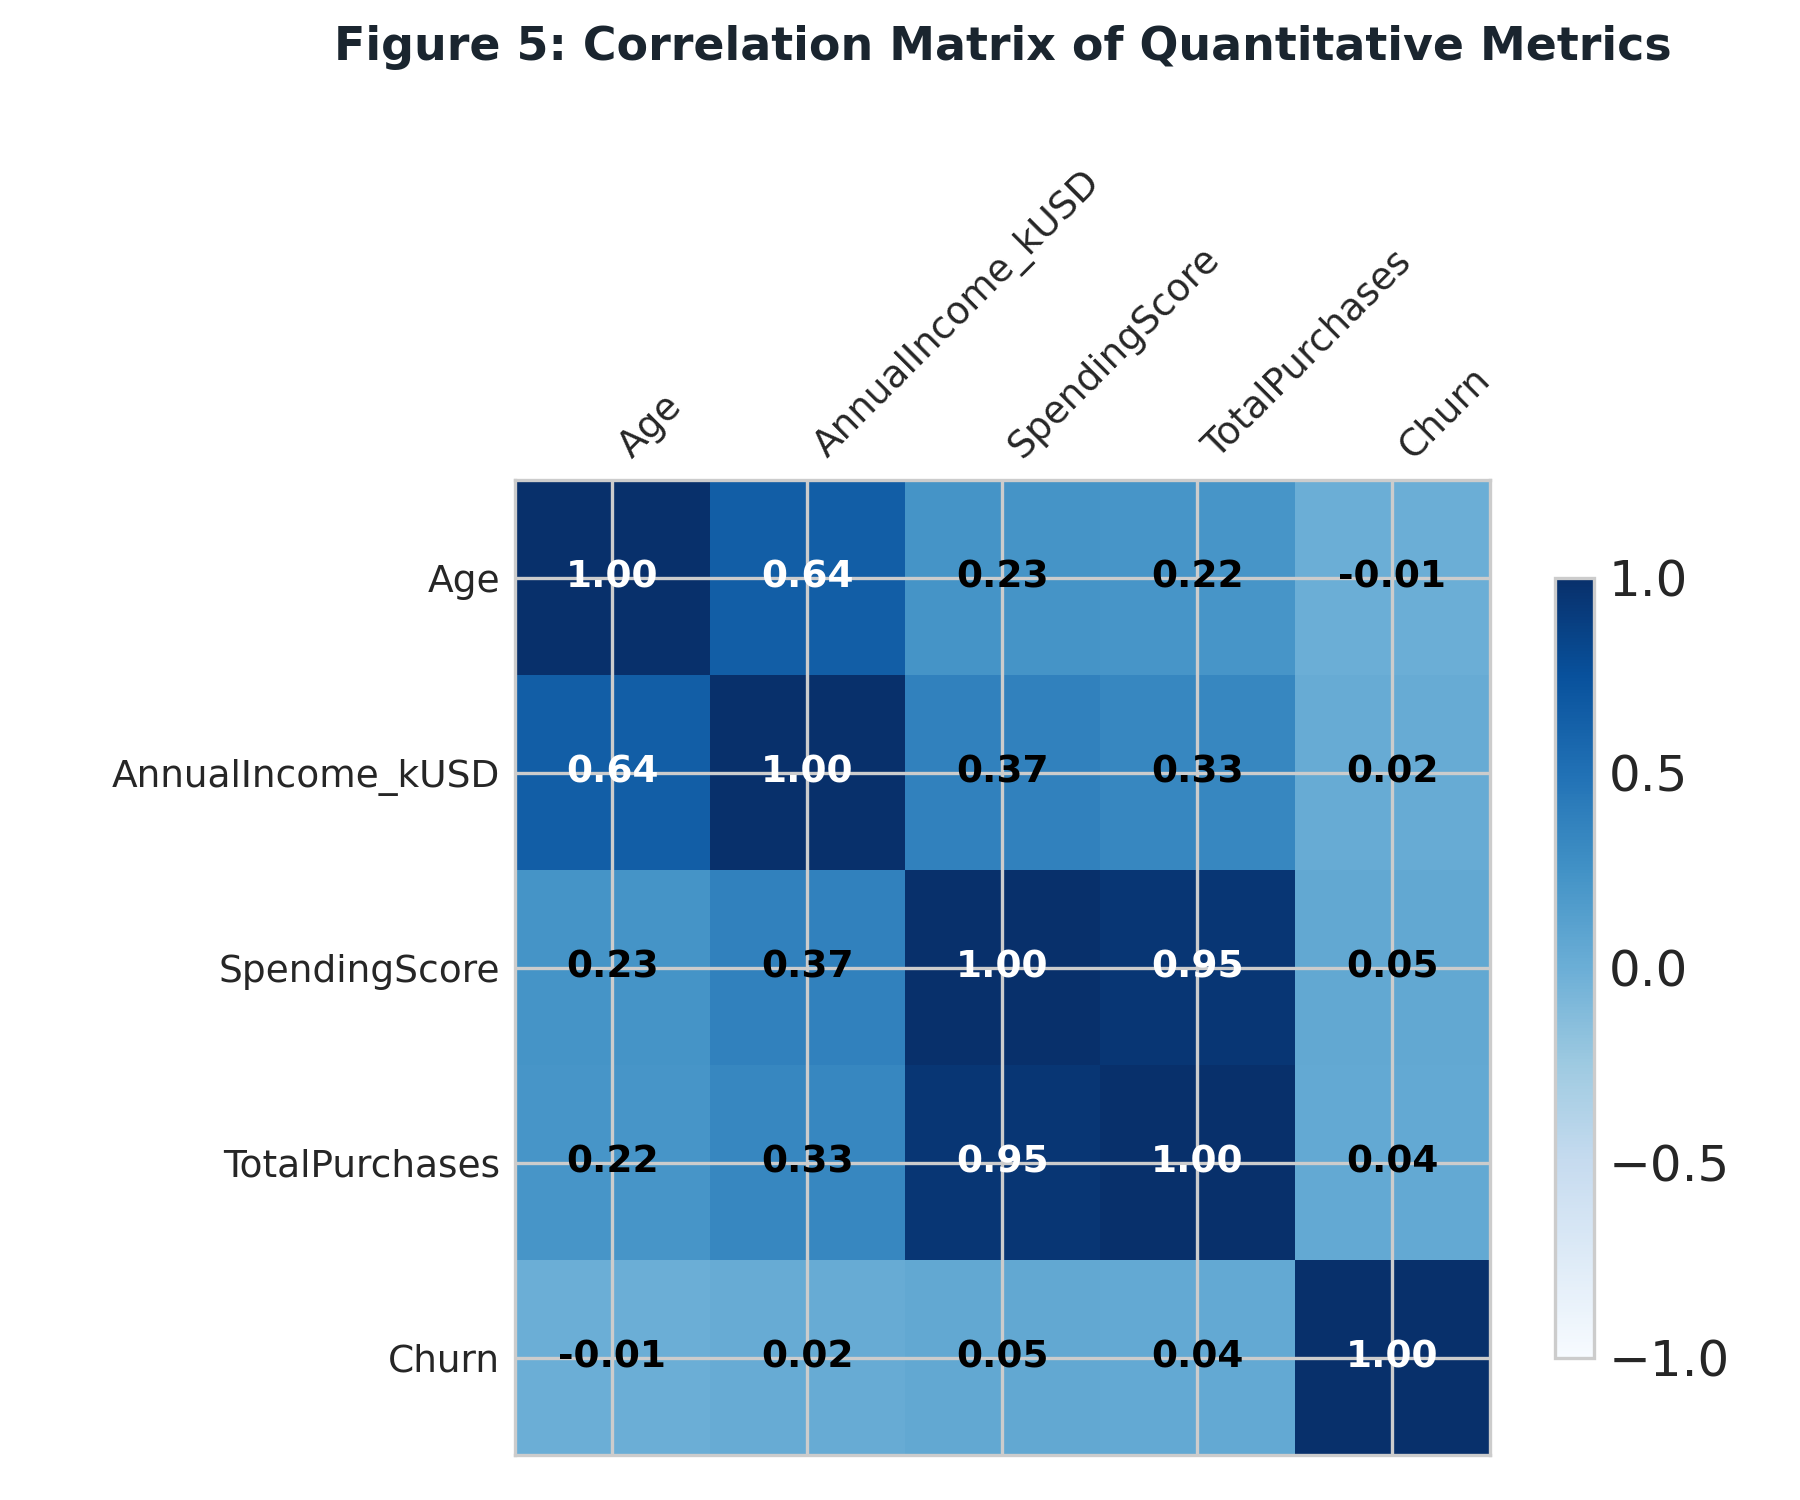 Figure 5: Correlation Matrix of Quantitative Metrics
Age
AnnualIncome_kUSD
SpendingScore
TotalPurchases
Churn
Age 1.00 0.64 0.23 0.22 -0.01
AnnualIncome_kUSD 0.64 1.00 0.37 0.33 0.02
SpendingScore 0.23 0.37 1.00 0.95 0.05
TotalPurchases 0.22 0.33 0.95 1.00 0.04
Churn -0.01 0.02 0.05 0.04 1.00
1.0
0.5
0.0
−0.5
−1.0